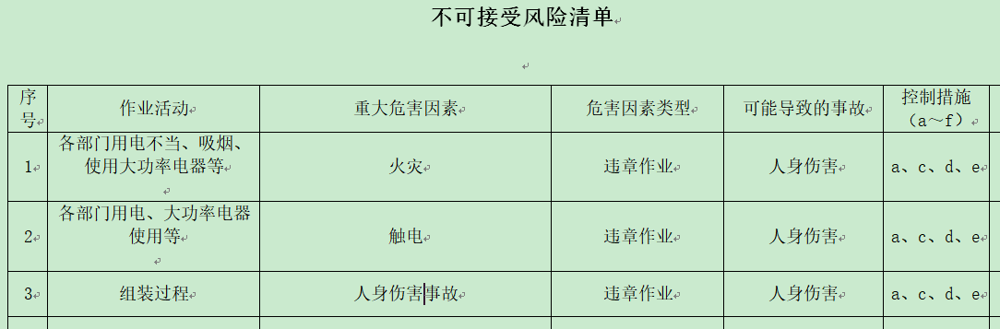 不可接受风险清单
序号 作业活动 重大危害因素 危害因素类型 可能导致的事故 控制措施（a～f）
1 各部门用电不当、吸烟、使用大功率电器等 火灾 违章作业 人身伤害 a、c、d、e
2 各部门用电、大功率电器使用等 触电 违章作业 人身伤害 a、c、d、e
3 组装过程 人身伤害事故 违章作业 人身伤害 a、c、d、e